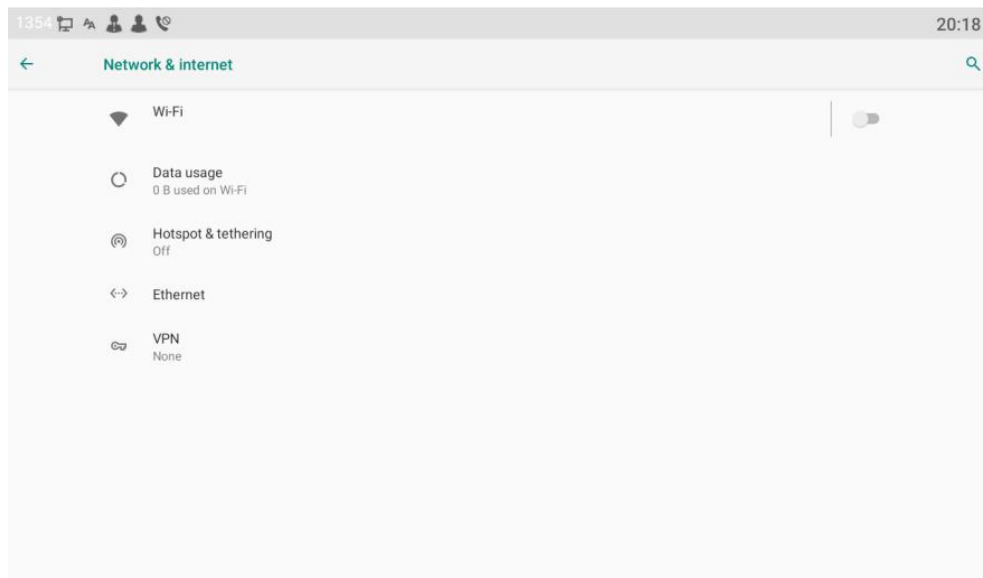 1354
20:18
Network & internet
Wi-Fi
Data usage
0 B used on Wi-Fi
Hotspot & tethering
Off
Ethernet
VPN
None